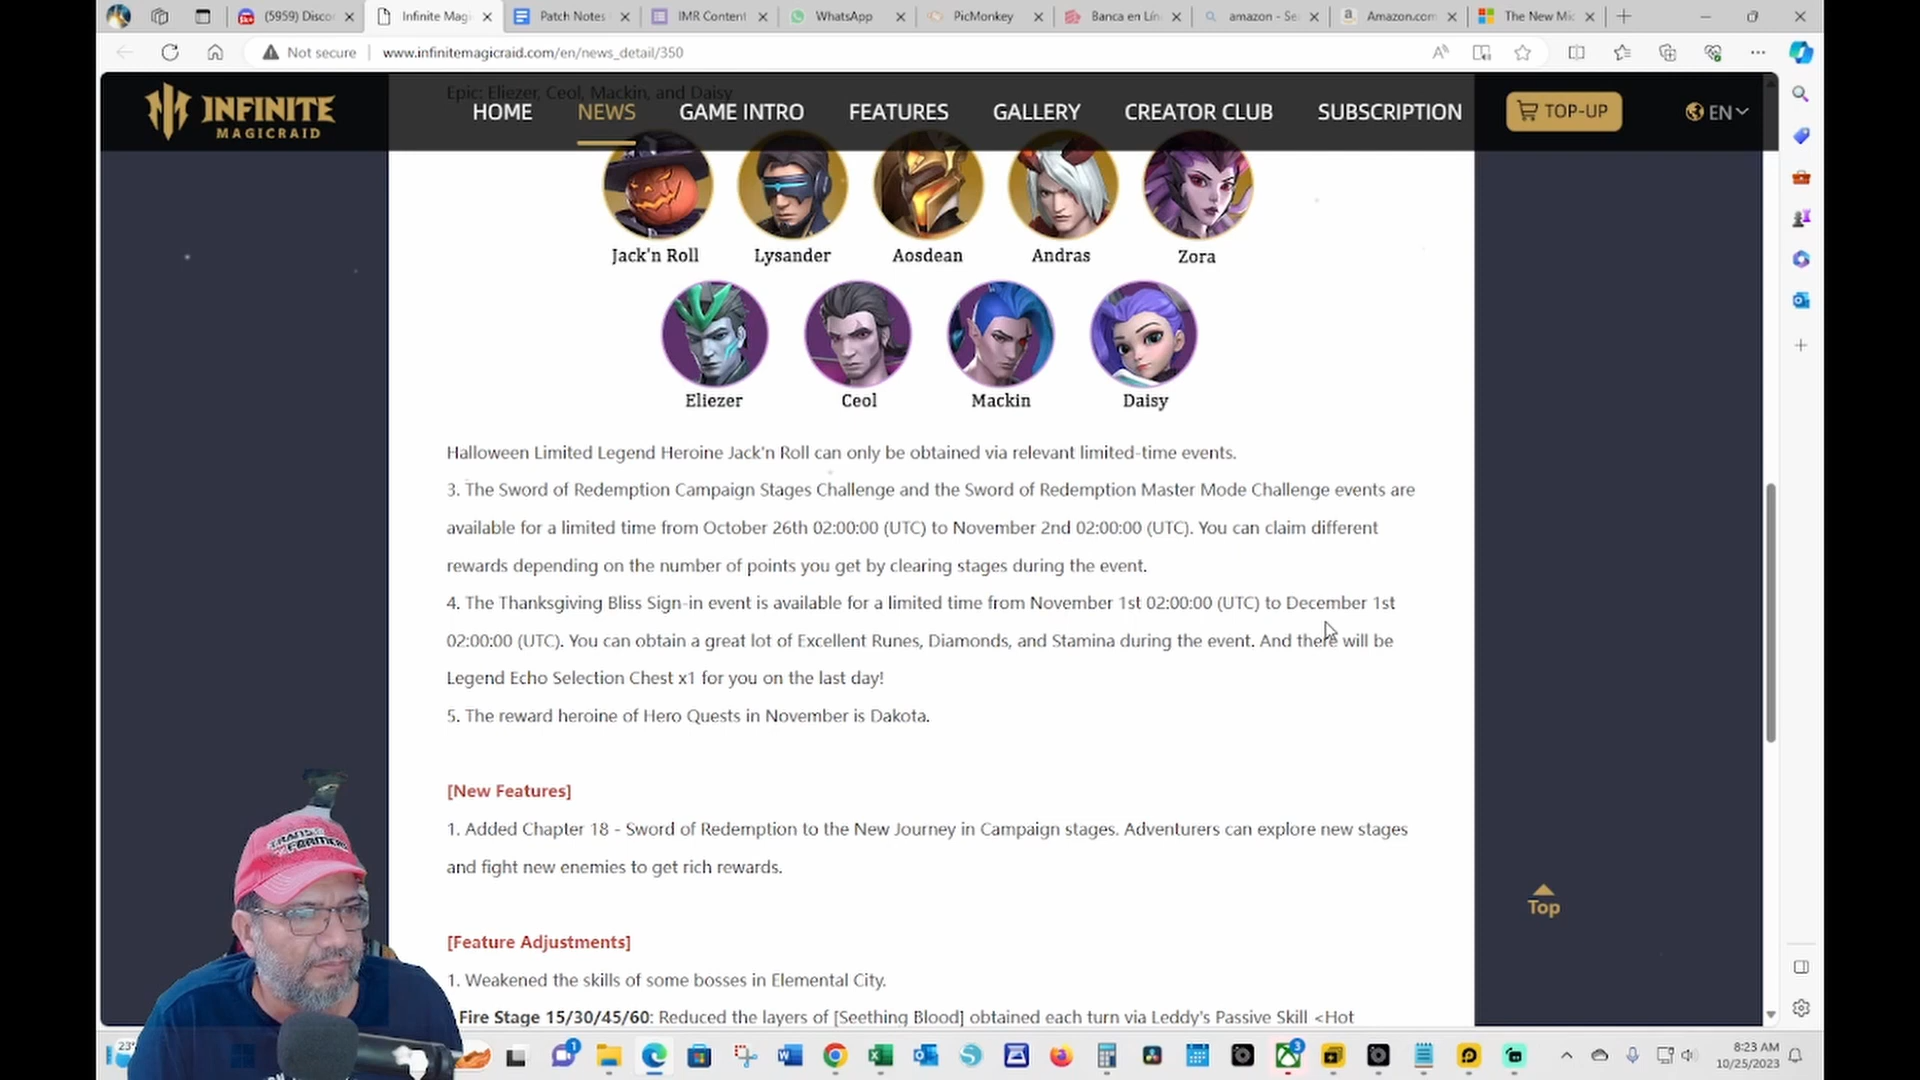 (5959) Disco
Infinite Magi
Patch Notes
IMR Content
WhatsApp
PicMonkey
Banca en Lín
amazon - Se
Amazon.com
The New Mic
Not secure
www.infinitemagicraid.com/en/news_detail/350
Epic: Eliezer, Ceol, Mackin, and Daisy
INFINITE
MAGICRAID
HOME
NEWS
GAME INTRO
FEATURES
GALLERY
CREATOR CLUB
SUBSCRIPTION
TOP-UP
EN
Jack'n Roll
Lysander
Aosdean
Andras
Zora
Eliezer
Ceol
Mackin
Daisy
Halloween Limited Legend Heroine Jack'n Roll can only be obtained via relevant limited-time events.
3. The Sword of Redemption Campaign Stages Challenge and the Sword of Redemption Master Mode Challenge events are
available for a limited time from October 26th 02:00:00 (UTC) to November 2nd 02:00:00 (UTC). You can claim different
rewards depending on the number of points you get by clearing stages during the event.
4. The Thanksgiving Bliss Sign-in event is available for a limited time from November 1st 02:00:00 (UTC) to December 1st
02:00:00 (UTC). You can obtain a great lot of Excellent Runes, Diamonds, and Stamina during the event. And there will be
Legend Echo Selection Chest x1 for you on the last day!
5. The reward heroine of Hero Quests in November is Dakota.
[New Features]
1. Added Chapter 18 - Sword of Redemption to the New Journey in Campaign stages. Adventurers can explore new stages
and fight new enemies to get rich rewards.
Top
[Feature Adjustments]
1. Weakened the skills of some bosses in Elemental City.
Fire Stage 15/30/45/60: Reduced the layers of [Seething Blood] obtained each turn via Leddy's Passive Skill <Hot
TRANS
FORMERS
23°
1
3
8:23 AM
10/25/2023